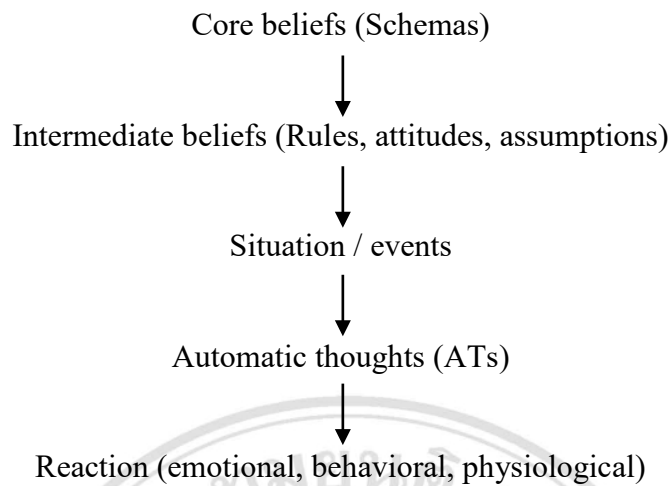 Core beliefs (Schemas)
Intermediate beliefs (Rules, attitudes, assumptions)
Situation / events
Automatic thoughts (ATs)
Reaction (emotional, behavioral, physiological)